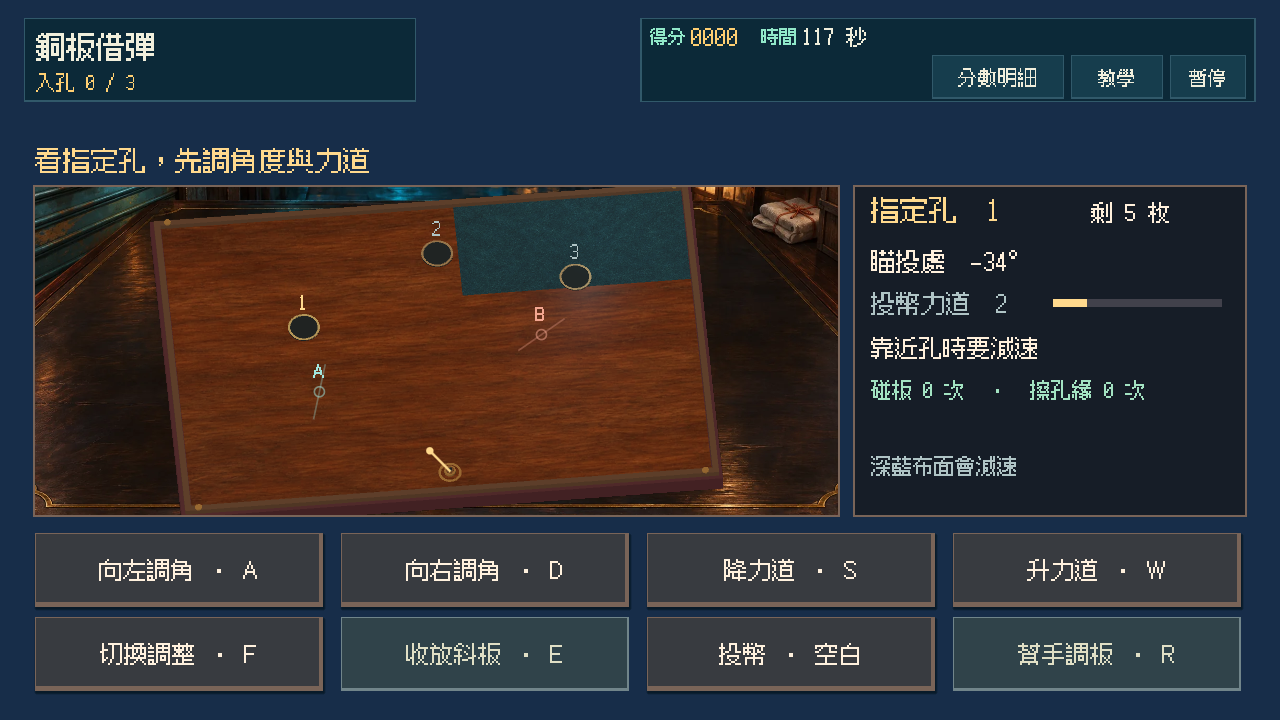 銅板借彈
入孔 0 / 3
得分 0000 時間 117 秒
分數明細 教學 暫停
看指定孔，先調角度與力道
1
2
3
A
B
指定孔 1 剩 5 枚
瞄投處 -34°
投幣力道 2
靠近孔時要減速
碰板 0 次 · 擦孔緣 0 次
深藍布面會減速
向左調角 · A
向右調角 · D
降力道 · S
升力道 · W
切換調整 · F
收放斜板 · E
投幣 · 空白
幫手調板 · R